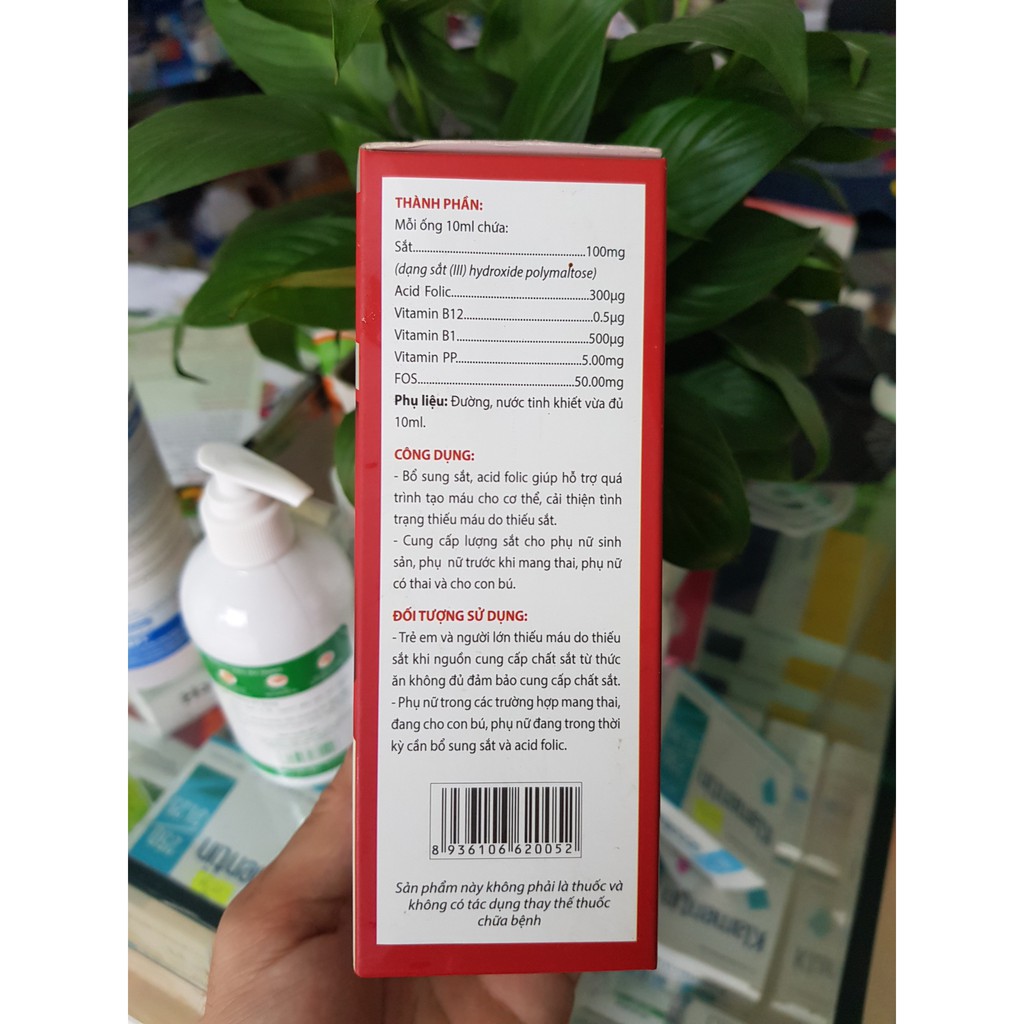 THÀNH PHẦN:
Mỗi ống 10ml chứa:
Sắt..........................................100mg
(dạng sắt (III) hydroxide polymaltose)
Acid Folic..................................300µg
Vitamin B12...............................0.5µg
Vitamin B1................................500µg
Vitamin PP..............................5.00mg
FOS.......................................50.00mg
Phụ liệu: Đường, nước tinh khiết vừa đủ
10ml.
CÔNG DỤNG:
- Bổ sung sắt, acid folic giúp hỗ trợ quá
trình tạo máu cho cơ thể, cải thiện tình
trạng thiếu máu do thiếu sắt.
- Cung cấp lượng sắt cho phụ nữ sinh
sản, phụ nữ trước khi mang thai, phụ nữ
có thai và cho con bú.
ĐỐI TƯỢNG SỬ DỤNG:
- Trẻ em và người lớn thiếu máu do thiếu
sắt khi nguồn cung cấp chất sắt từ thức
ăn không đủ đảm bảo cung cấp chất sắt.
- Phụ nữ trong các trường hợp mang thai,
đang cho con bú, phụ nữ đang trong thời
kỳ cần bổ sung sắt và acid folic.
8 936106 620052
Sản phẩm này không phải là thuốc và
không có tác dụng thay thế thuốc
chữa bệnh
Klamentin
Klamentin